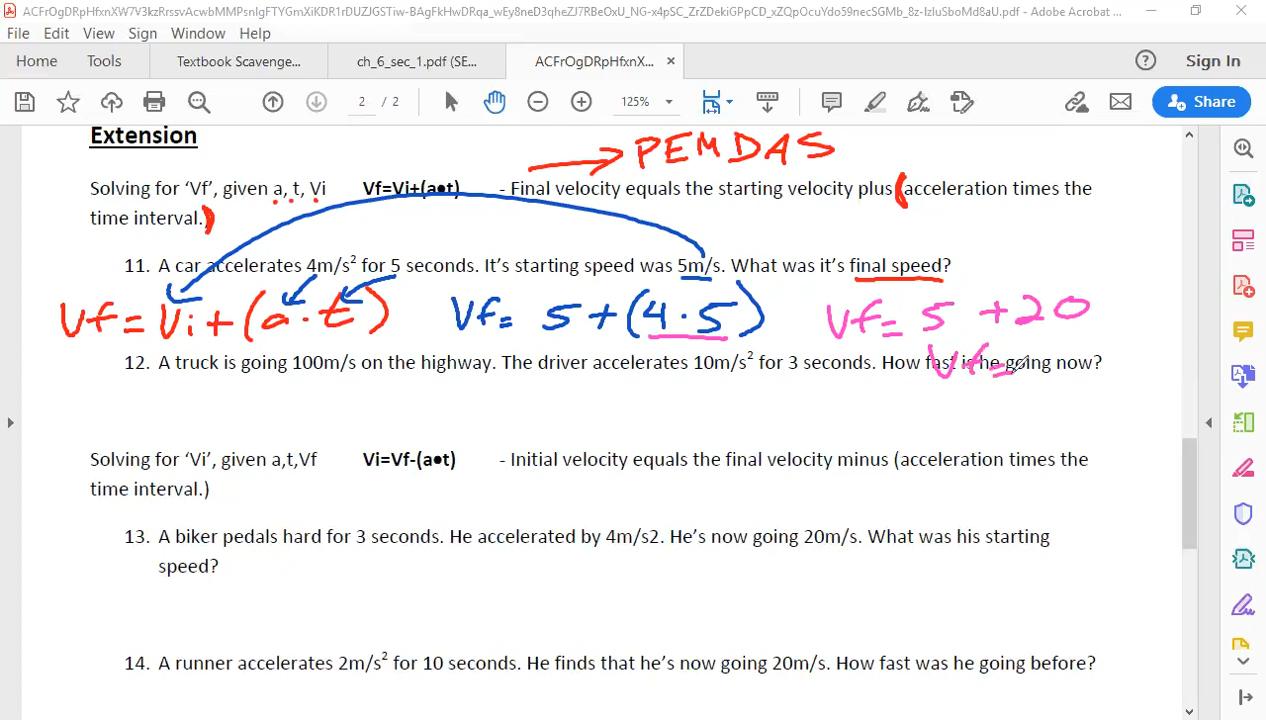 ACFrOgDRpHfxnXW7V3kzRrssvAcwbMMPsnIgFTYGmXiKDR1rDUZJGSTiw-BAgFkHwDRqa_wEy8neD3qheZJ7RBeOxU_NG-x4pSC_ZrZDekiGPpCD_xZQpOcuYdo59necSGMb_8z-IzluSboMd8aU.pdf - Adobe Acrobat ...
File Edit View Sign Window Help
Home Tools Textbook Scavenge... ch_6_sec_1.pdf (SE... ACFrOgDRpHfxnX... × Sign In
2 / 2 125% Share
Extension
→ PEMDAS
Solving for ‘Vf’, given a, t, Vi Vf=Vi+(a•t) - Final velocity equals the starting velocity plus (acceleration times the
time interval.)
11. A car accelerates 4m/s² for 5 seconds. It’s starting speed was 5m/s. What was it’s final speed?
Vf = Vi + (a · t) Vf = 5 + (4 · 5) Vf = 5 + 20
12. A truck is going 100m/s on the highway. The driver accelerates 10m/s² for 3 seconds. How fast is he going now?
Vf =
Solving for ‘Vi’, given a,t,Vf Vi=Vf-(a•t) - Initial velocity equals the final velocity minus (acceleration times the
time interval.)
13. A biker pedals hard for 3 seconds. He accelerated by 4m/s2. He’s now going 20m/s. What was his starting
speed?
14. A runner accelerates 2m/s² for 10 seconds. He finds that he’s now going 20m/s. How fast was he going before?